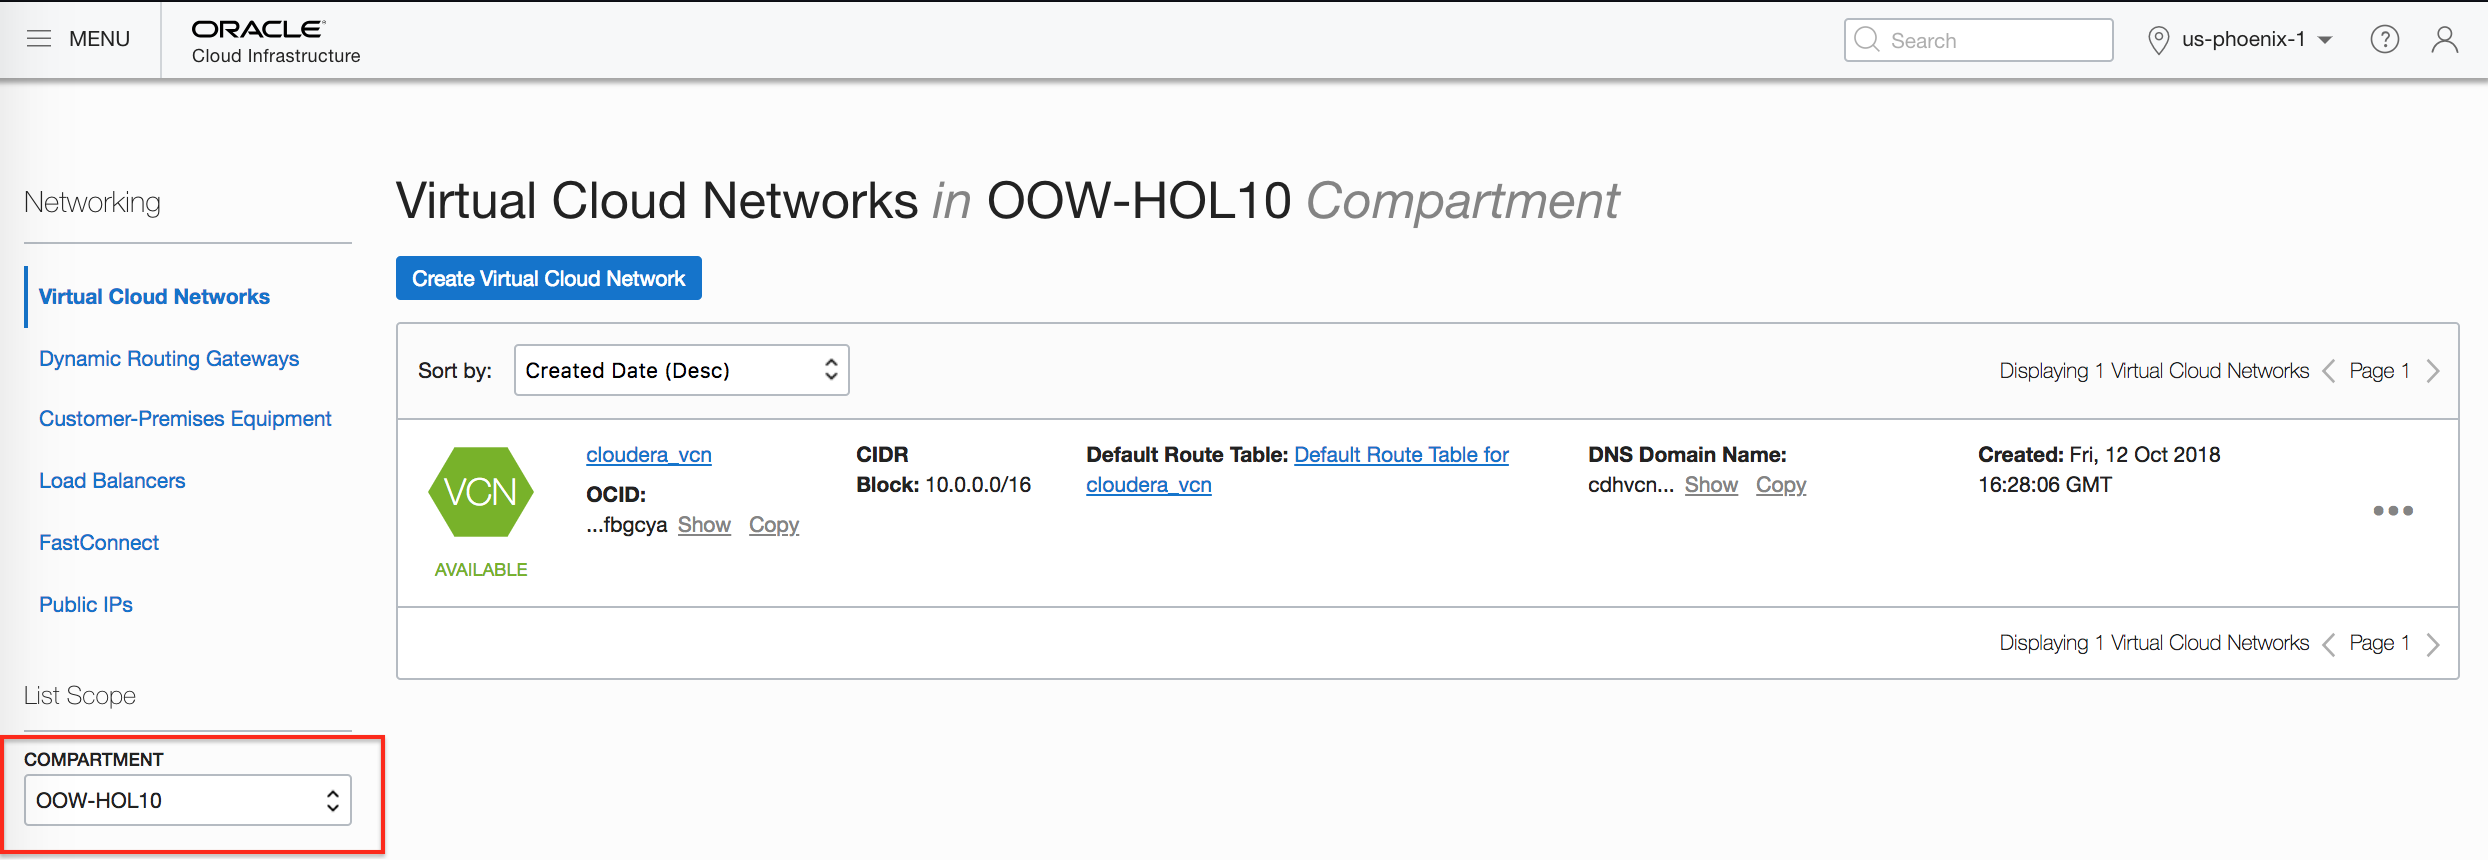 MENU
ORACLE
Cloud Infrastructure
Search
us-phoenix-1
?
Networking
Virtual Cloud Networks
Dynamic Routing Gateways
Customer-Premises Equipment
Load Balancers
FastConnect
Public IPs
List Scope
COMPARTMENT
OOW-HOL10
Virtual Cloud Networks in OOW-HOL10 Compartment
Create Virtual Cloud Network
Sort by: Created Date (Desc)
Displaying 1 Virtual Cloud Networks Page 1
VCN
AVAILABLE
cloudera_vcn
OCID:
...fbgcya Show Copy
CIDR
Block: 10.0.0.0/16
Default Route Table: Default Route Table for
cloudera_vcn
DNS Domain Name:
cdhvcn... Show Copy
Created: Fri, 12 Oct 2018
16:28:06 GMT
Displaying 1 Virtual Cloud Networks Page 1